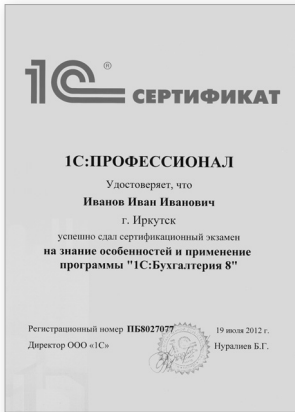 1С® СЕРТИФИКАТ
1С:ПРОФЕССИОНАЛ
Удостоверяет, что
Иванов Иван Иванович
г. Иркутск
успешно сдал сертификационный экзамен
на знание особенностей и применение
программы "1С:Бухгалтерия 8"
Регистрационный номер ПБ8027077 19 июля 2012 г.
Директор ООО «1С» Нуралиев Б.Г.